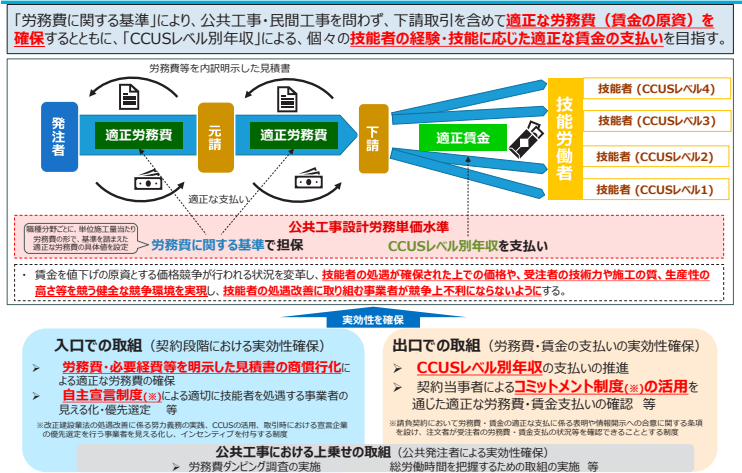 「労務費に関する基準」により、公共工事・民間工事を問わず、下請取引を含めて適正な労務費（賃金の原資）を
確保するとともに、「CCUSレベル別年収」による、個々の技能者の経験・技能に応じた適正な賃金の支払いを目指す。
労務費等を内訳明示した見積書
発注者
適正労務費
元請
適正労務費
下請
適正賃金
技能労働者
技能者 (CCUSレベル4)
技能者 (CCUSレベル3)
技能者 (CCUSレベル2)
技能者 (CCUSレベル1)
適正な支払い
公共工事設計労務単価水準
職種分野ごとに、単位施工量当たり
労務費の形で、基準を踏まえた
適正な労務費の具体値を設定
労務費に関する基準で担保
CCUSレベル別年収を支払い
・ 賃金を値下げの原資とする価格競争が行われる状況を変革し、技能者の処遇が確保された上での価格や、受注者の技術力や施工の質、生産性の
高さ等を競う健全な競争環境を実現し、技能者の処遇改善に取り組む事業者が競争上不利にならないようにする。
実効性を確保
入口での取組（契約段階における実効性確保）
➢ 労務費・必要経費等を明示した見積書の商慣行化に
よる適正な労務費の確保
➢ 自主宣言制度(※)による適切に技能者を処遇する事業者の
見える化・優先選定　等
※改正建設業法の処遇改善に係る努力義務の実践、CCUSの活用、取引時における宣言企業
の優先選定を行う事業者を見える化し、インセンティブを付与する制度
出口での取組（労務費・賃金の支払いの実効性確保）
➢ CCUSレベル別年収の支払いの推進
➢ 契約当事者によるコミットメント制度(※)の活用を
通じた適正な労務費・賃金支払いの確認　等
※請負契約において労務費・賃金の適正な支払に係る表明や情報開示への合意に関する条項
を設け、注文者が受注者の労務費・賃金支払の状況等を確認できることとする制度
公共工事における上乗せの取組（公共発注者による実効性確保）
➢ 労務費ダンピング調査の実施　総労働時間を把握するための取組の実施　等